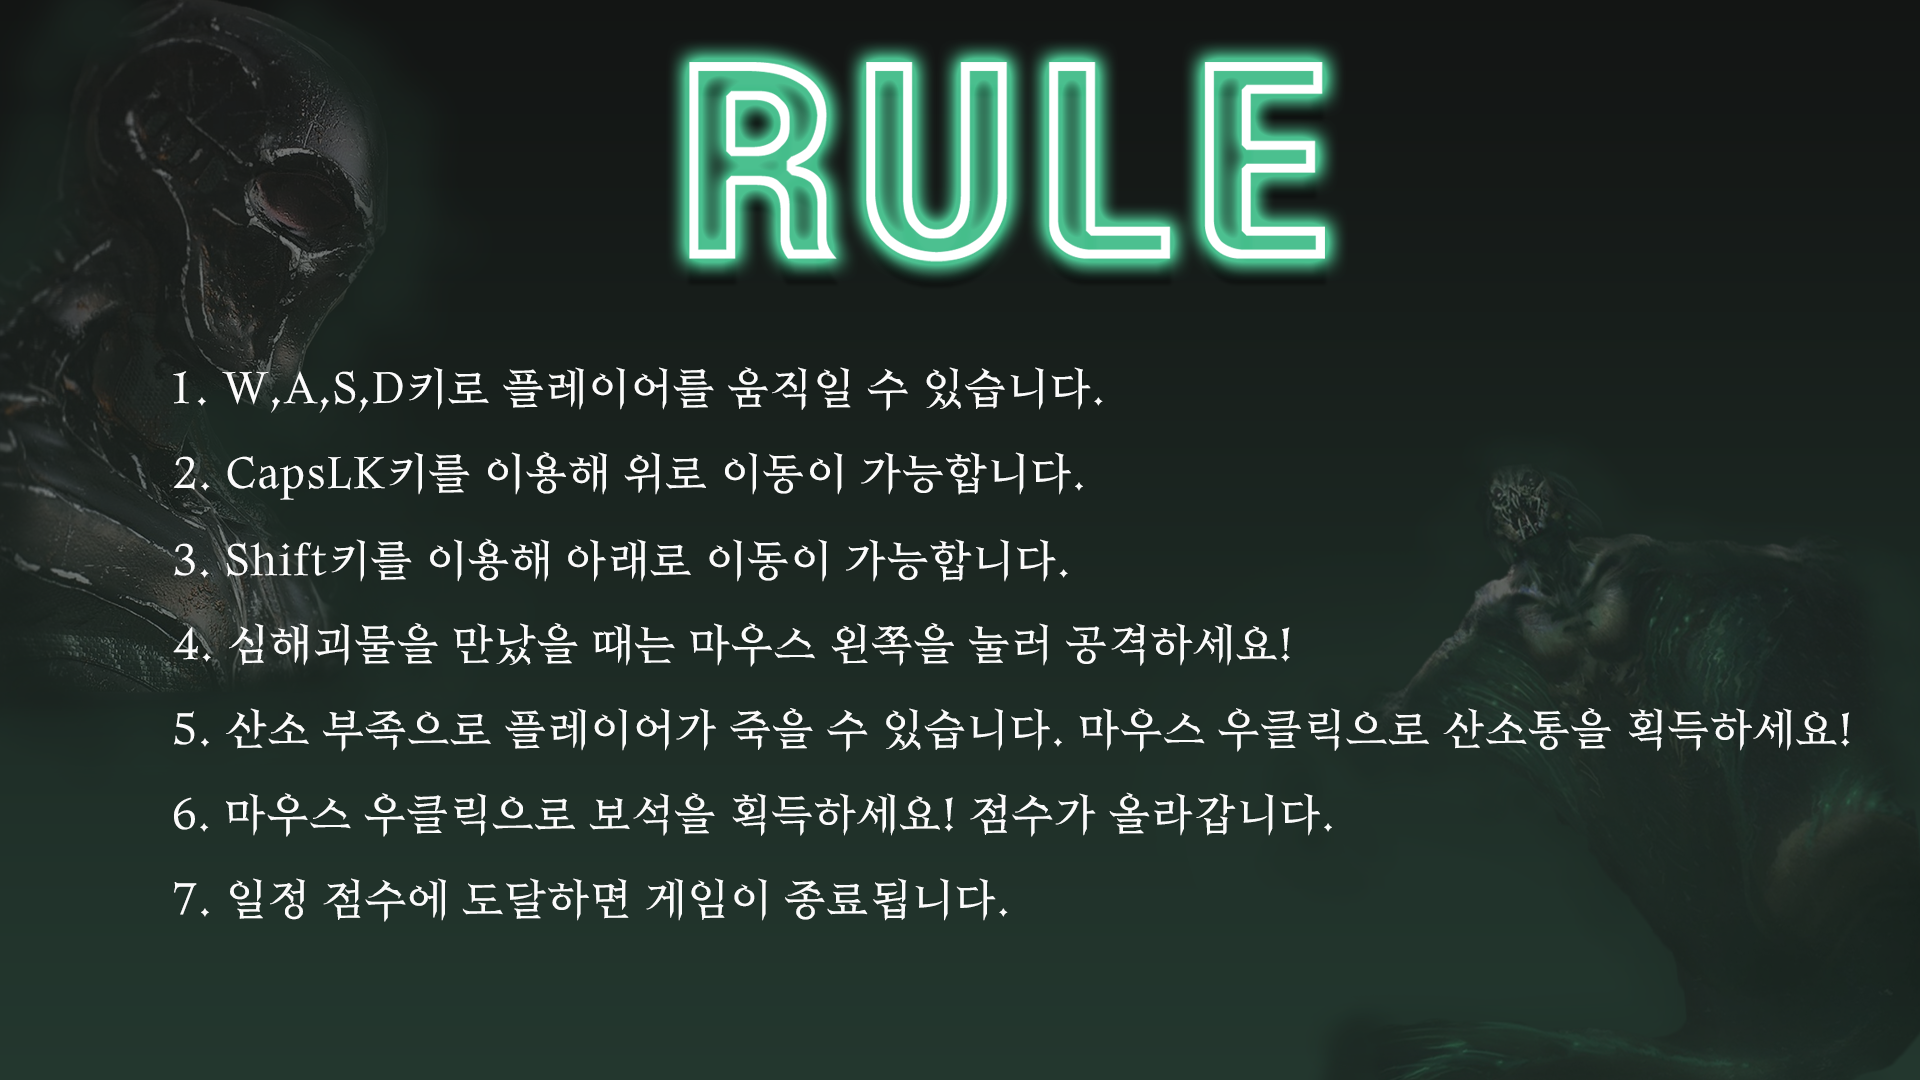 RULE
1. W,A,S,D키로 플레이어를 움직일 수 있습니다.
2. CapsLK키를 이용해 위로 이동이 가능합니다.
3. Shift키를 이용해 아래로 이동이 가능합니다.
4. 심해괴물을 만났을 때는 마우스 왼쪽을 눌러 공격하세요!
5. 산소 부족으로 플레이어가 죽을 수 있습니다. 마우스 우클릭으로 산소통을 획득하세요!
6. 마우스 우클릭으로 보석을 획득하세요! 점수가 올라갑니다.
7. 일정 점수에 도달하면 게임이 종료됩니다.